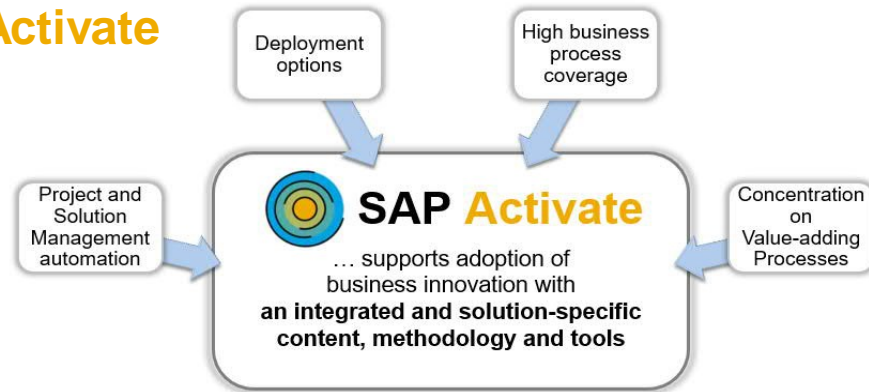 Activate
Deployment
options
High business
process
coverage
Project and
Solution
Management
automation
SAP Activate
… supports adoption of
business innovation with
an integrated and solution-specific
content, methodology and tools
Concentration
on
Value-adding
Processes